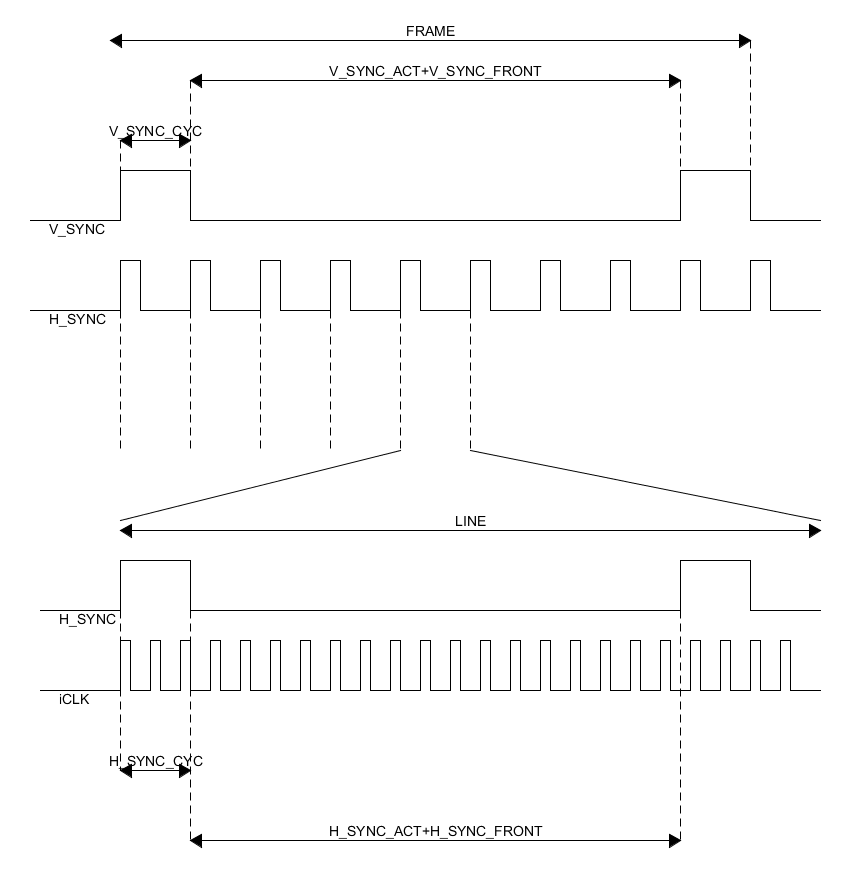 FRAME
V_SYNC_ACT+V_SYNC_FRONT
V_SYNC_CYC
V_SYNC
H_SYNC
LINE
H_SYNC
iCLK
H_SYNC_CYC
H_SYNC_ACT+H_SYNC_FRONT